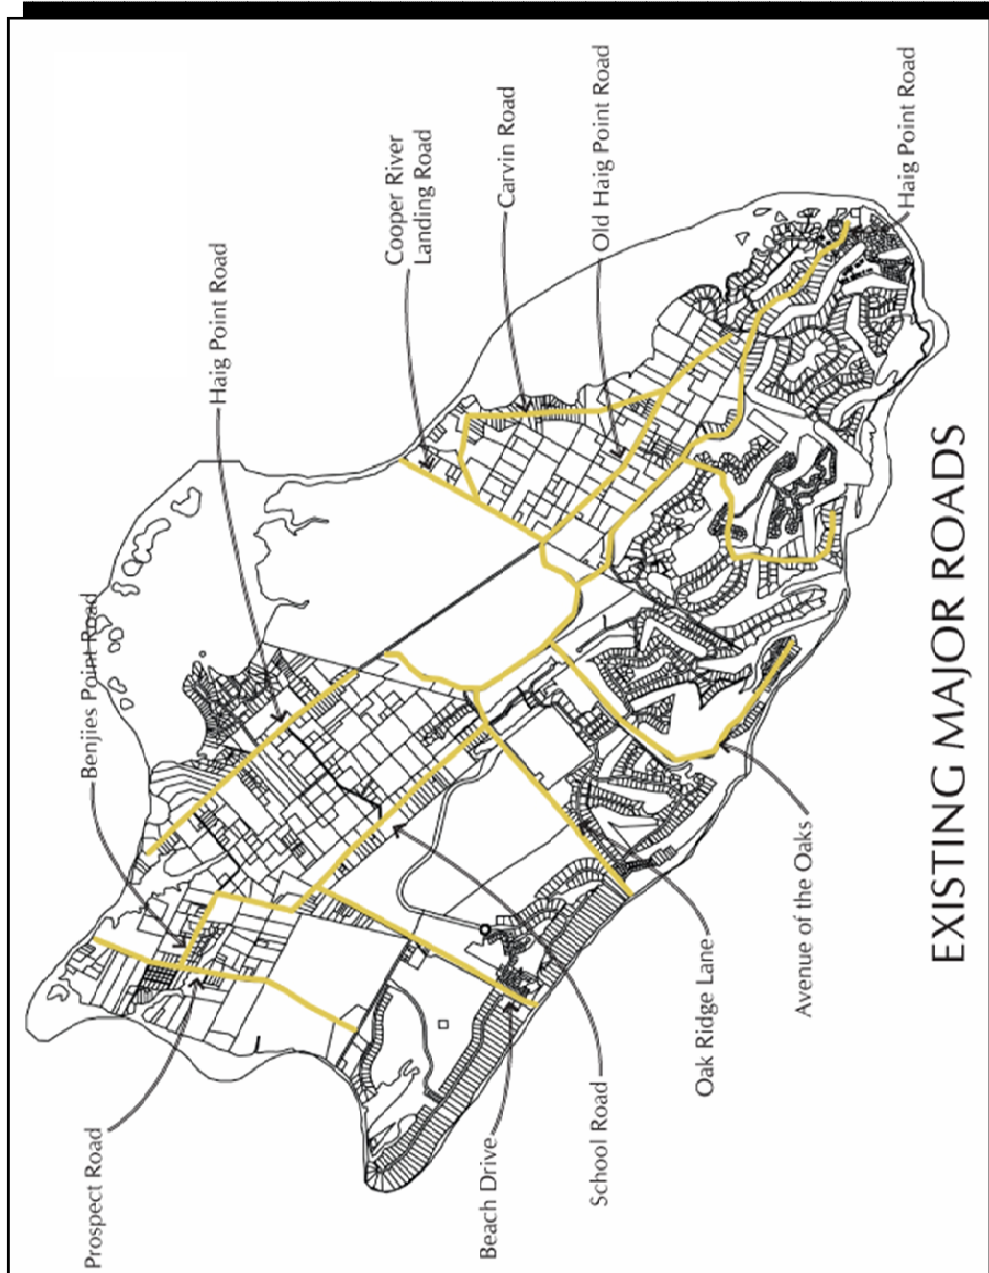 Haig Point Road
Old Haig Point Road
Carvin Road
Cooper River
Landing Road
Haig Point Road
Benjies Point Road
Avenue of the Oaks
Oak Ridge Lane
School Road
Beach Drive
Prospect Road
EXISTING MAJOR ROADS